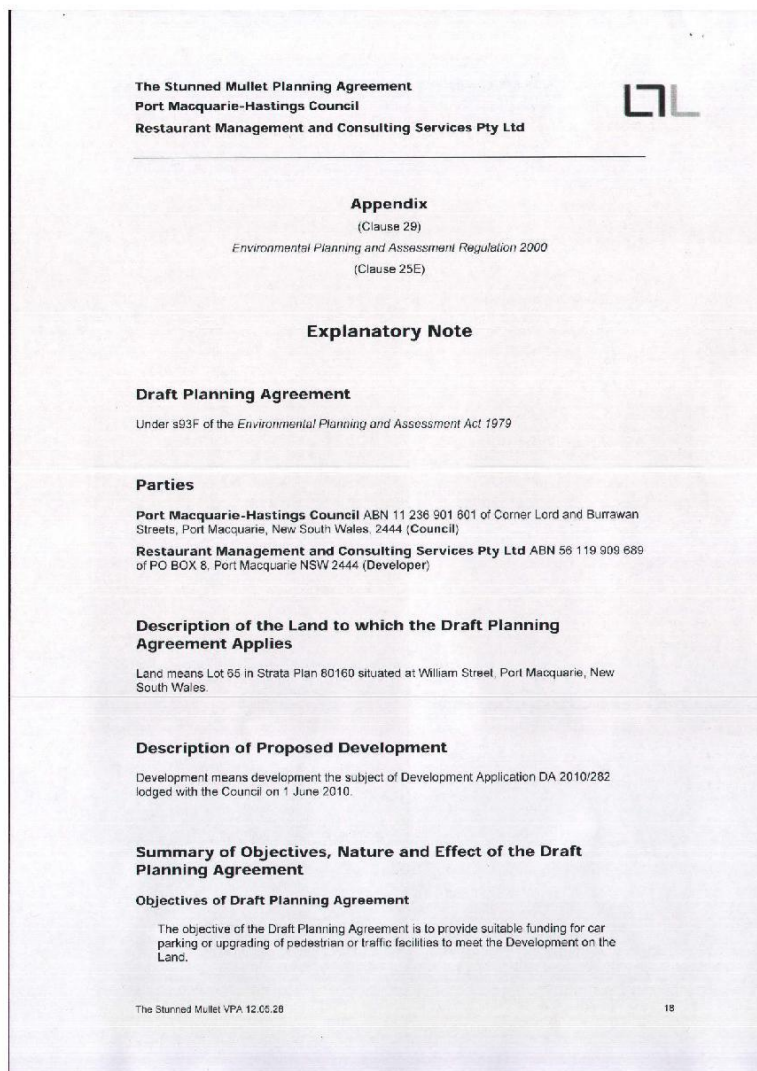 The Stunned Mullet Planning Agreement
Port Macquarie-Hastings Council
Restaurant Management and Consulting Services Pty Ltd
Appendix
(Clause 29)
Environmental Planning and Assessment Regulation 2000
(Clause 25E)
Explanatory Note
Draft Planning Agreement
Under s93F of the Environmental Planning and Assessment Act 1979
Parties
Port Macquarie-Hastings Council ABN 11 236 901 601 of Corner Lord and Burrawan
Streets, Port Macquarie, New South Wales, 2444 (Council)
Restaurant Management and Consulting Services Pty Ltd ABN 56 119 909 689
of PO BOX 8, Port Macquarie NSW 2444 (Developer)
Description of the Land to which the Draft Planning
Agreement Applies
Land means Lot 65 in Strata Plan 80160 situated at William Street, Port Macquarie, New
South Wales.
Description of Proposed Development
Development means development the subject of Development Application DA 2010/282
lodged with the Council on 1 June 2010.
Summary of Objectives, Nature and Effect of the Draft
Planning Agreement
Objectives of Draft Planning Agreement
The objective of the Draft Planning Agreement is to provide suitable funding for car
parking or upgrading of pedestrian or traffic facilities to meet the Development on the
Land.
The Stunned Mullet VPA 12.05.28 18